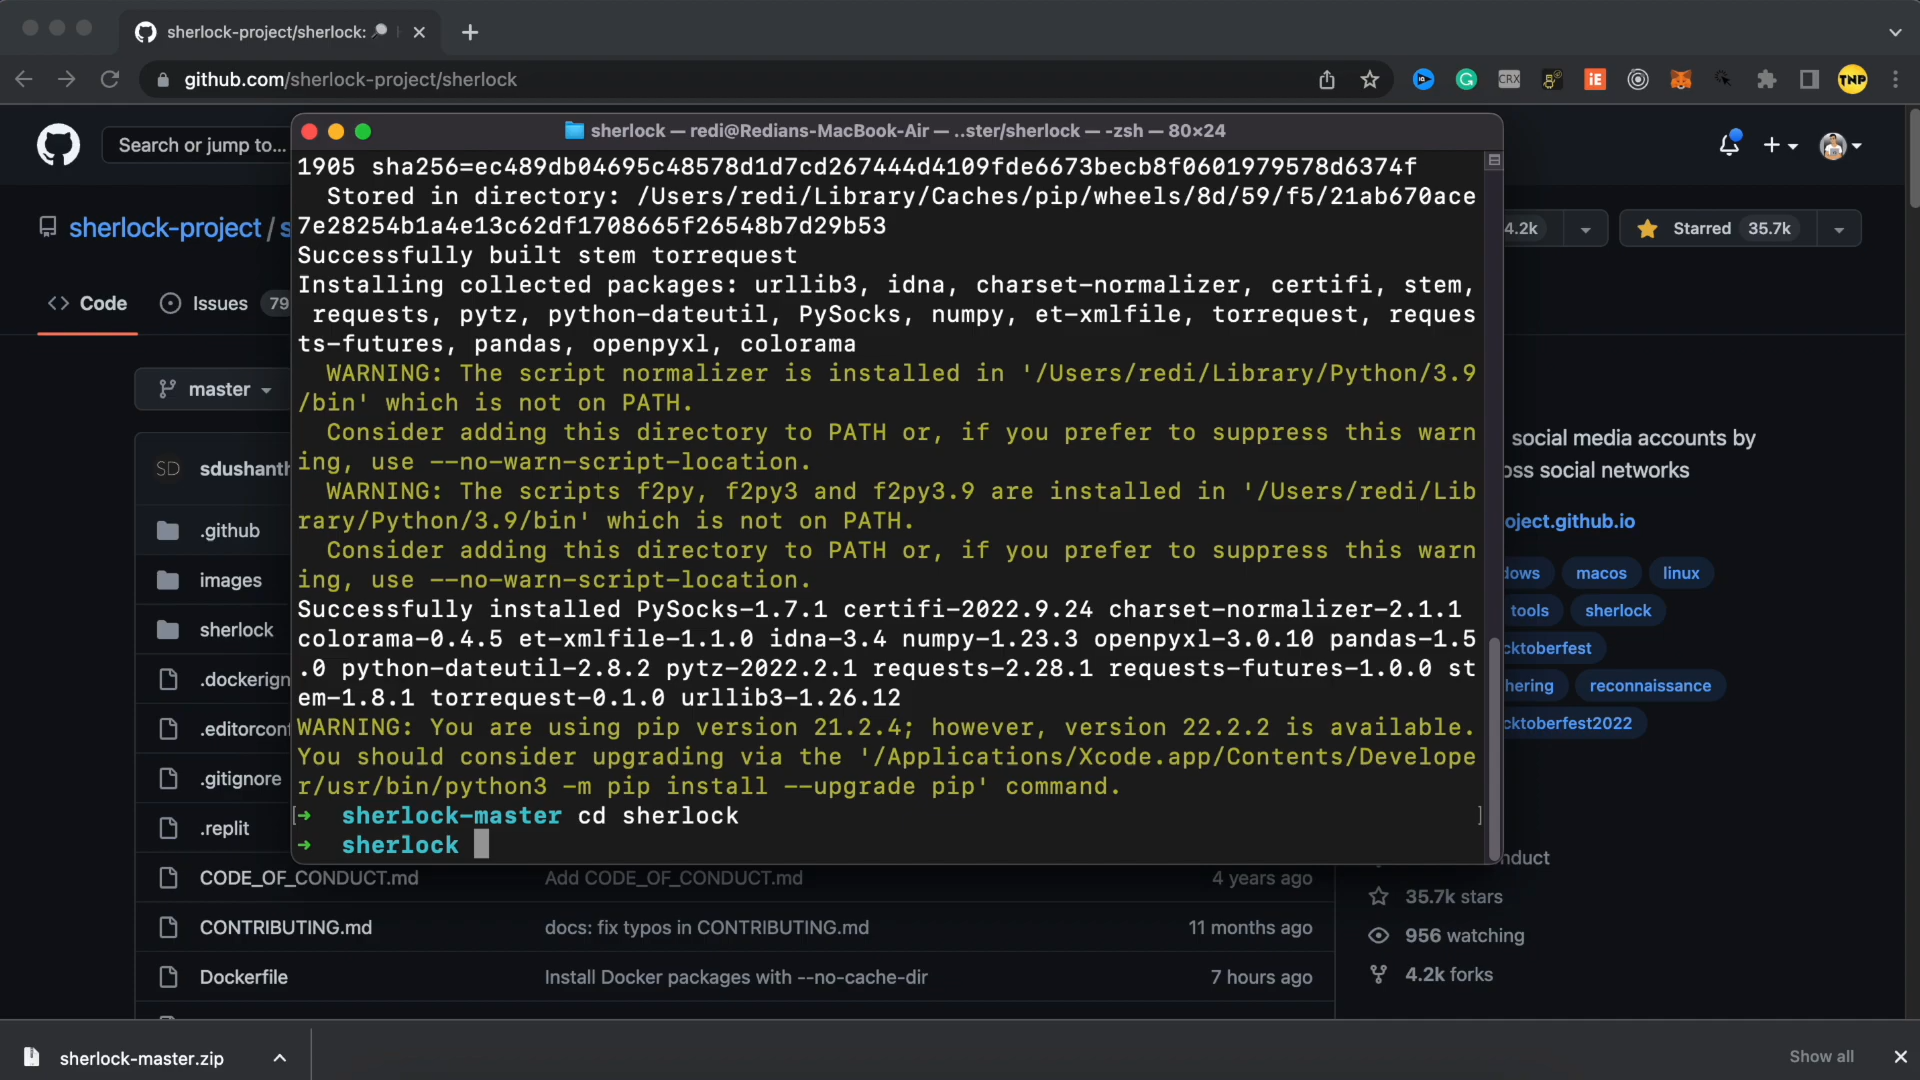 sherlock-project/sherlock:
github.com/sherlock-project/sherlock
CRX
iE
TNP
Search or jump to...
sherlock — redi@Redians-MacBook-Air — ..ster/sherlock — -zsh — 80×24
sherlock-project / s
4.2k
Starred 35.7k
Code
Issues 79
master
1905 sha256=ec489db04695c48578d1d7cd267444d4109fde6673becb8f0601979578d6374f
Stored in directory: /Users/redi/Library/Caches/pip/wheels/8d/59/f5/21ab670ace
7e28254b1a4e13c62df1708665f26548b7d29b53
Successfully built stem torrequest
Installing collected packages: urllib3, idna, charset-normalizer, certifi, stem,
requests, pytz, python-dateutil, PySocks, numpy, et-xmlfile, torrequest, reques
ts-futures, pandas, openpyxl, colorama
WARNING: The script normalizer is installed in '/Users/redi/Library/Python/3.9
/bin' which is not on PATH.
Consider adding this directory to PATH or, if you prefer to suppress this warn
ing, use --no-warn-script-location.
WARNING: The scripts f2py, f2py3 and f2py3.9 are installed in '/Users/redi/Lib
rary/Python/3.9/bin' which is not on PATH.
Consider adding this directory to PATH or, if you prefer to suppress this warn
ing, use --no-warn-script-location.
Successfully installed PySocks-1.7.1 certifi-2022.9.24 charset-normalizer-2.1.1
colorama-0.4.5 et-xmlfile-1.1.0 idna-3.4 numpy-1.23.3 openpyxl-3.0.10 pandas-1.5
.0 python-dateutil-2.8.2 pytz-2022.2.1 requests-2.28.1 requests-futures-1.0.0 st
em-1.8.1 torrequest-0.1.0 urllib3-1.26.12
WARNING: You are using pip version 21.2.4; however, version 22.2.2 is available.
You should consider upgrading via the '/Applications/Xcode.app/Contents/Develope
r/usr/bin/python3 -m pip install --upgrade pip' command.
[➜ sherlock-master cd sherlock ]
➜ sherlock
SD sdushanth
.github
images
sherlock
.dockerign
.editorconf
.gitignore
.replit
CODE_OF_CONDUCT.md Add CODE_OF_CONDUCT.md 4 years ago
CONTRIBUTING.md docs: fix typos in CONTRIBUTING.md 11 months ago
Dockerfile Install Docker packages with --no-cache-dir 7 hours ago
social media accounts by
oss social networks
oject.github.io
dows macos linux
tools sherlock
cktoberfest
hering reconnaissance
cktoberfest2022
nduct
35.7k stars
956 watching
4.2k forks
sherlock-master.zip
Show all